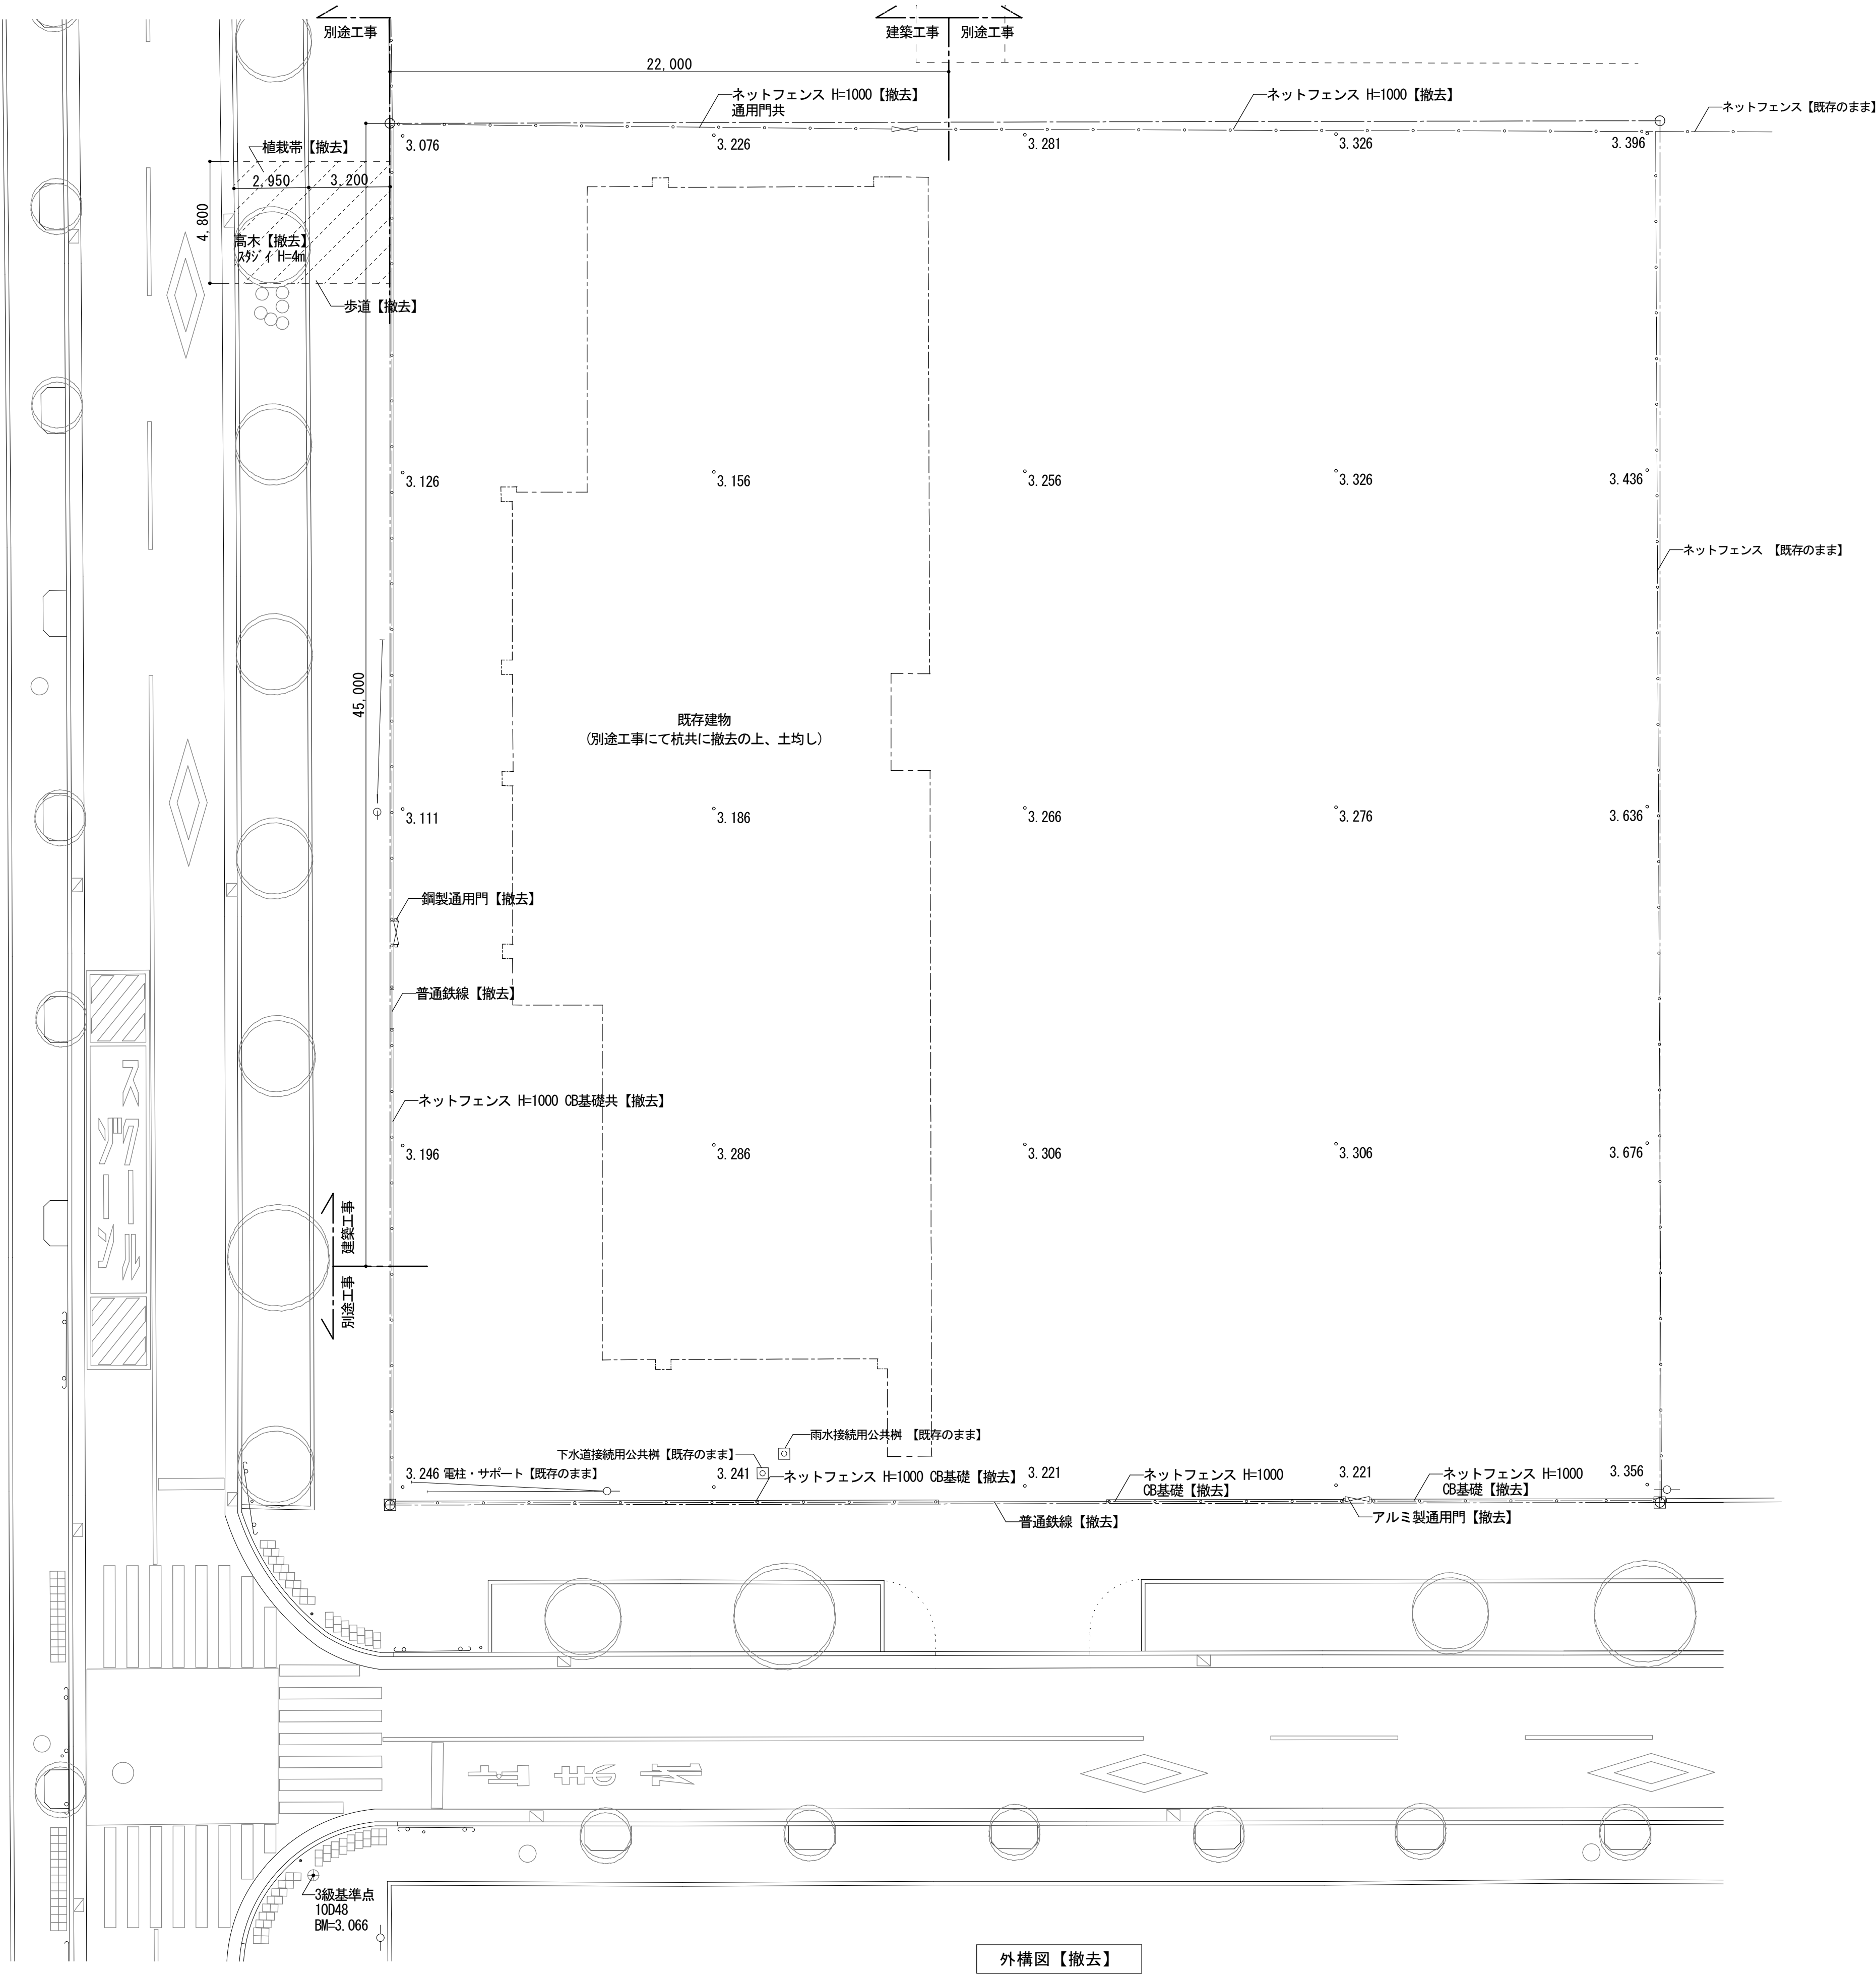 別途工事
建築工事
別途工事
22,000
ネットフェンス H=1000【撤去】
通用門共
ネットフェンス H=1000【撤去】
ネットフェンス【既存のまま】
3.076
3.226
3.281
3.326
3.396
植栽帯【撤去】
2,950
3,200
4,800
高木【撤去】
スダジイ H=4m
歩道【撤去】
3.126
3.156
3.256
3.326
3.436
ネットフェンス 【既存のまま】
45,000
既存建物
(別途工事にて杭共に撤去の上、土均し)
3.111
3.186
3.266
3.276
3.636
鋼製通用門【撤去】
普通鉄線【撤去】
ネットフェンス H=1000 CB基礎共【撤去】
3.196
3.286
3.306
3.306
3.676
建築工事
別途工事
雨水接続用公共桝 【既存のまま】
下水道接続用公共桝【既存のまま】
3.246 電柱・サポート【既存のまま】
3.241
ネットフェンス H=1000 CB基礎【撤去】
3.221
ネットフェンス H=1000
CB基礎【撤去】
3.221
ネットフェンス H=1000
CB基礎【撤去】
3.356
普通鉄線【撤去】
アルミ製通用門【撤去】
止まれ
3級基準点
10D48
BM=3.066
外構図【撤去】